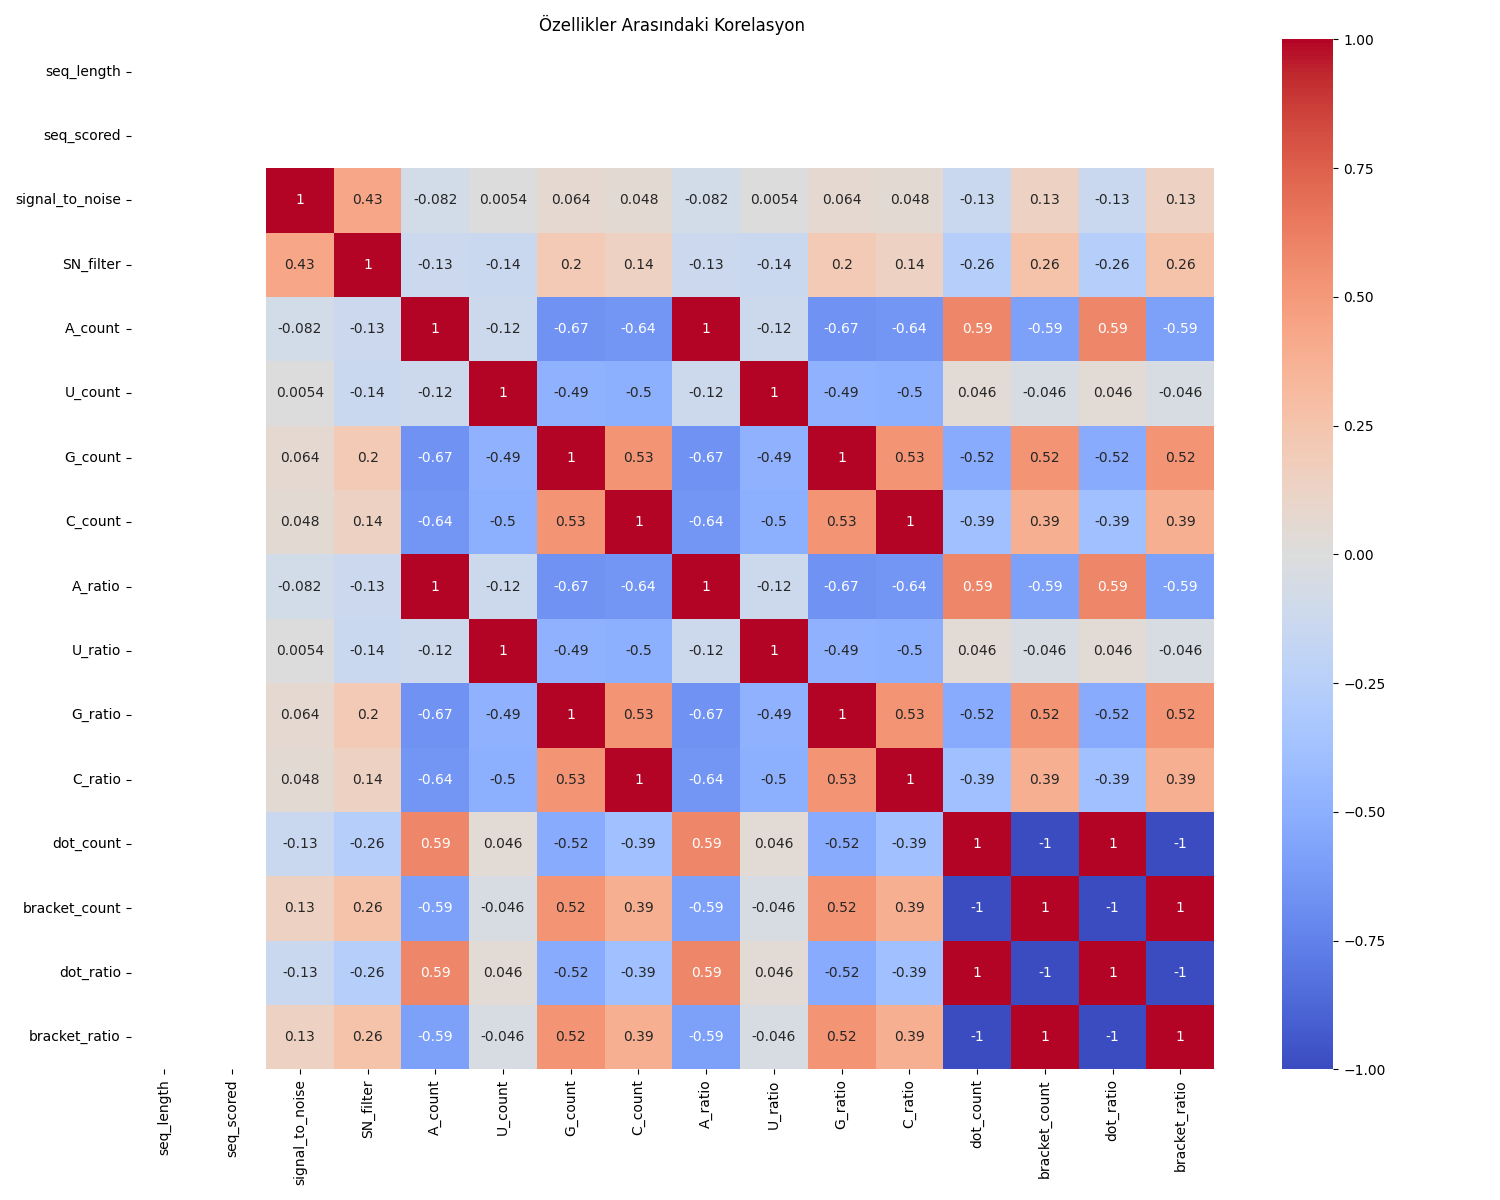 Özellikler Arasındaki Korelasyon
seq_length
seq_scored
signal_to_noise 1 0.43 -0.082 0.0054 0.064 0.048 -0.082 0.0054 0.064 0.048 -0.13 0.13 -0.13 0.13
SN_filter 0.43 1 -0.13 -0.14 0.2 0.14 -0.13 -0.14 0.2 0.14 -0.26 0.26 -0.26 0.26
A_count -0.082 -0.13 1 -0.12 -0.67 -0.64 1 -0.12 -0.67 -0.64 0.59 -0.59 0.59 -0.59
U_count 0.0054 -0.14 -0.12 1 -0.49 -0.5 -0.12 1 -0.49 -0.5 0.046 -0.046 0.046 -0.046
G_count 0.064 0.2 -0.67 -0.49 1 0.53 -0.67 -0.49 1 0.53 -0.52 0.52 -0.52 0.52
C_count 0.048 0.14 -0.64 -0.5 0.53 1 -0.64 -0.5 0.53 1 -0.39 0.39 -0.39 0.39
A_ratio -0.082 -0.13 1 -0.12 -0.67 -0.64 1 -0.12 -0.67 -0.64 0.59 -0.59 0.59 -0.59
U_ratio 0.0054 -0.14 -0.12 1 -0.49 -0.5 -0.12 1 -0.49 -0.5 0.046 -0.046 0.046 -0.046
G_ratio 0.064 0.2 -0.67 -0.49 1 0.53 -0.67 -0.49 1 0.53 -0.52 0.52 -0.52 0.52
C_ratio 0.048 0.14 -0.64 -0.5 0.53 1 -0.64 -0.5 0.53 1 -0.39 0.39 -0.39 0.39
dot_count -0.13 -0.26 0.59 0.046 -0.52 -0.39 0.59 0.046 -0.52 -0.39 1 -1 1 -1
bracket_count 0.13 0.26 -0.59 -0.046 0.52 0.39 -0.59 -0.046 0.52 0.39 -1 1 -1 1
dot_ratio -0.13 -0.26 0.59 0.046 -0.52 -0.39 0.59 0.046 -0.52 -0.39 1 -1 1 -1
bracket_ratio 0.13 0.26 -0.59 -0.046 0.52 0.39 -0.59 -0.046 0.52 0.39 -1 1 -1 1
seq_length
seq_scored
signal_to_noise
SN_filter
A_count
U_count
G_count
C_count
A_ratio
U_ratio
G_ratio
C_ratio
dot_count
bracket_count
dot_ratio
bracket_ratio
1.00
0.75
0.50
0.25
0.00
−0.25
−0.50
−0.75
−1.00